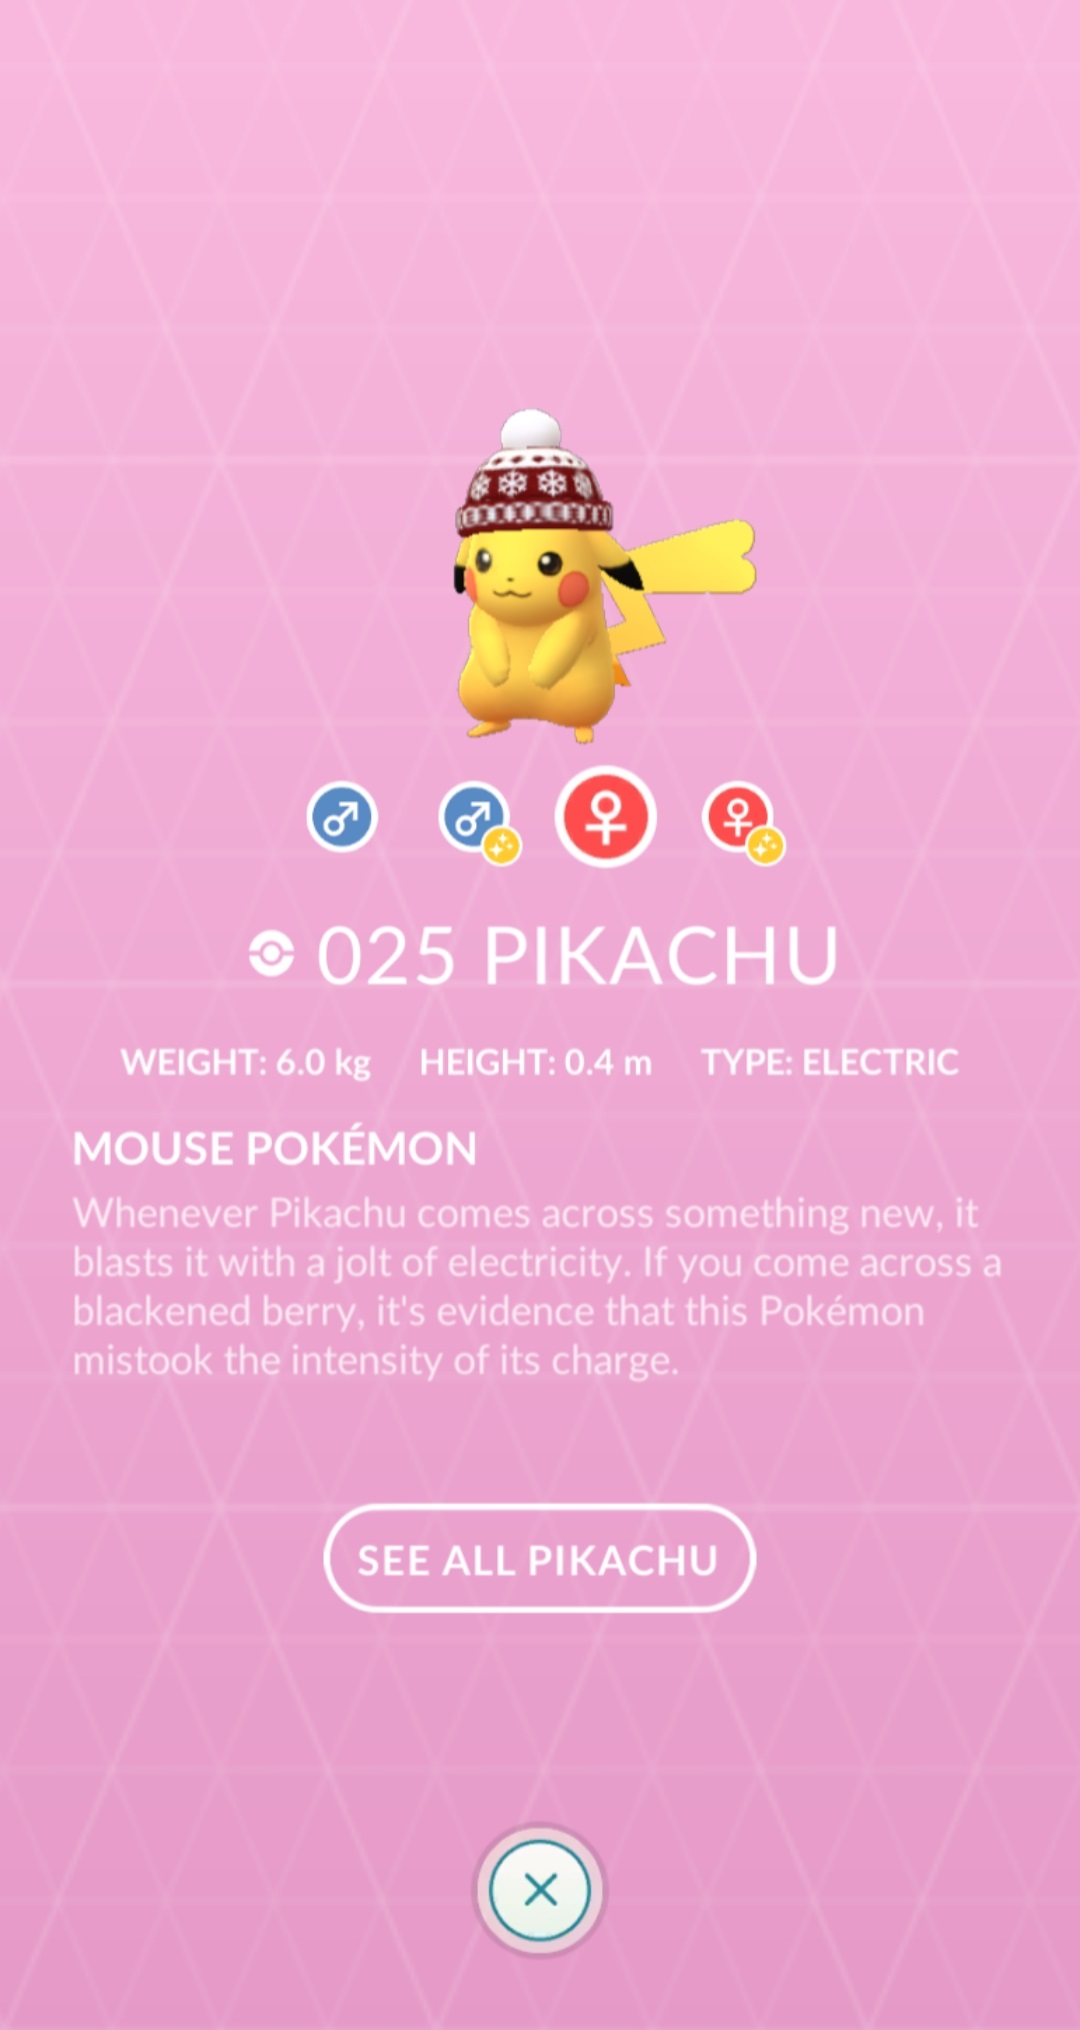 025 PIKACHU
WEIGHT: 6.0 kg HEIGHT: 0.4 m TYPE: ELECTRIC
MOUSE POKÉMON
Whenever Pikachu comes across something new, it
blasts it with a jolt of electricity. If you come across a
blackened berry, it's evidence that this Pokémon
mistook the intensity of its charge.
SEE ALL PIKACHU